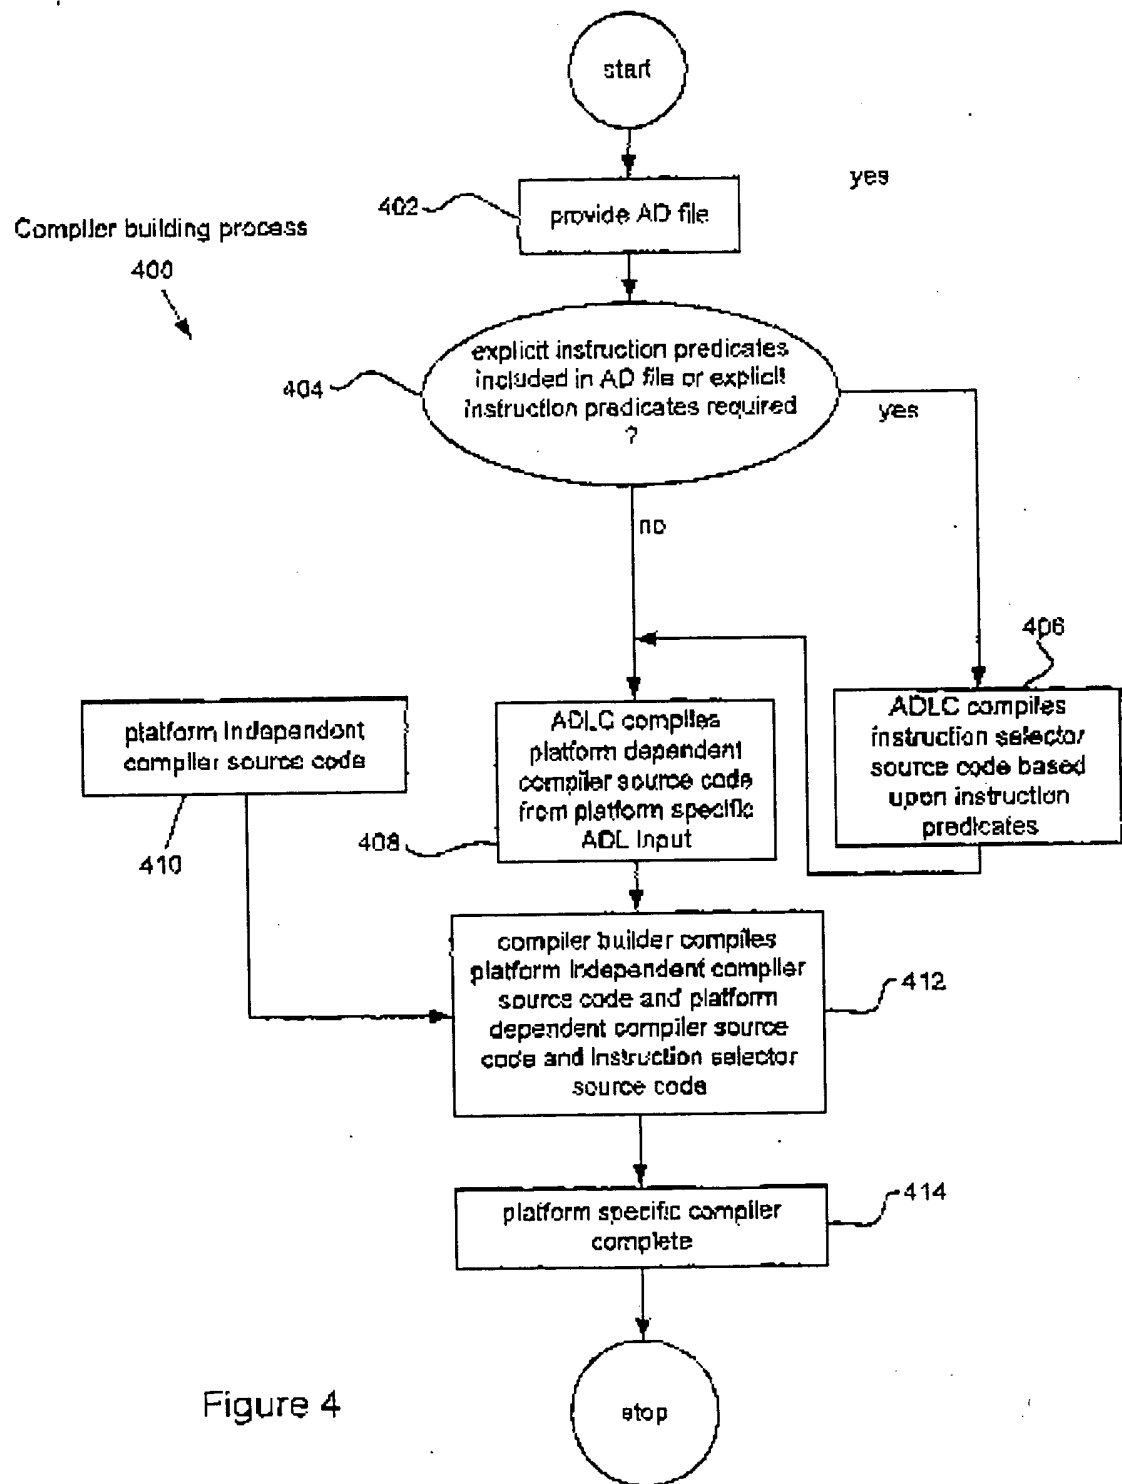 start
yes
402
provide AD file
Compiler building process
400
explicit instruction predicates
included in AD file or explicit
instruction predicates required
?
404
yes
no
406
platform independent
compiler source code
410
ADLC compiles
platform dependent
compiler source code
from platform specific
ADL input
408
ADLC compiles
instruction selector
source code based
upon instruction
predicates
compiler builder compiles
platform independent compiler
source code and platform
dependent compiler source
code and instruction selector
source code
412
platform specific compiler
complete
414
stop
Figure 4